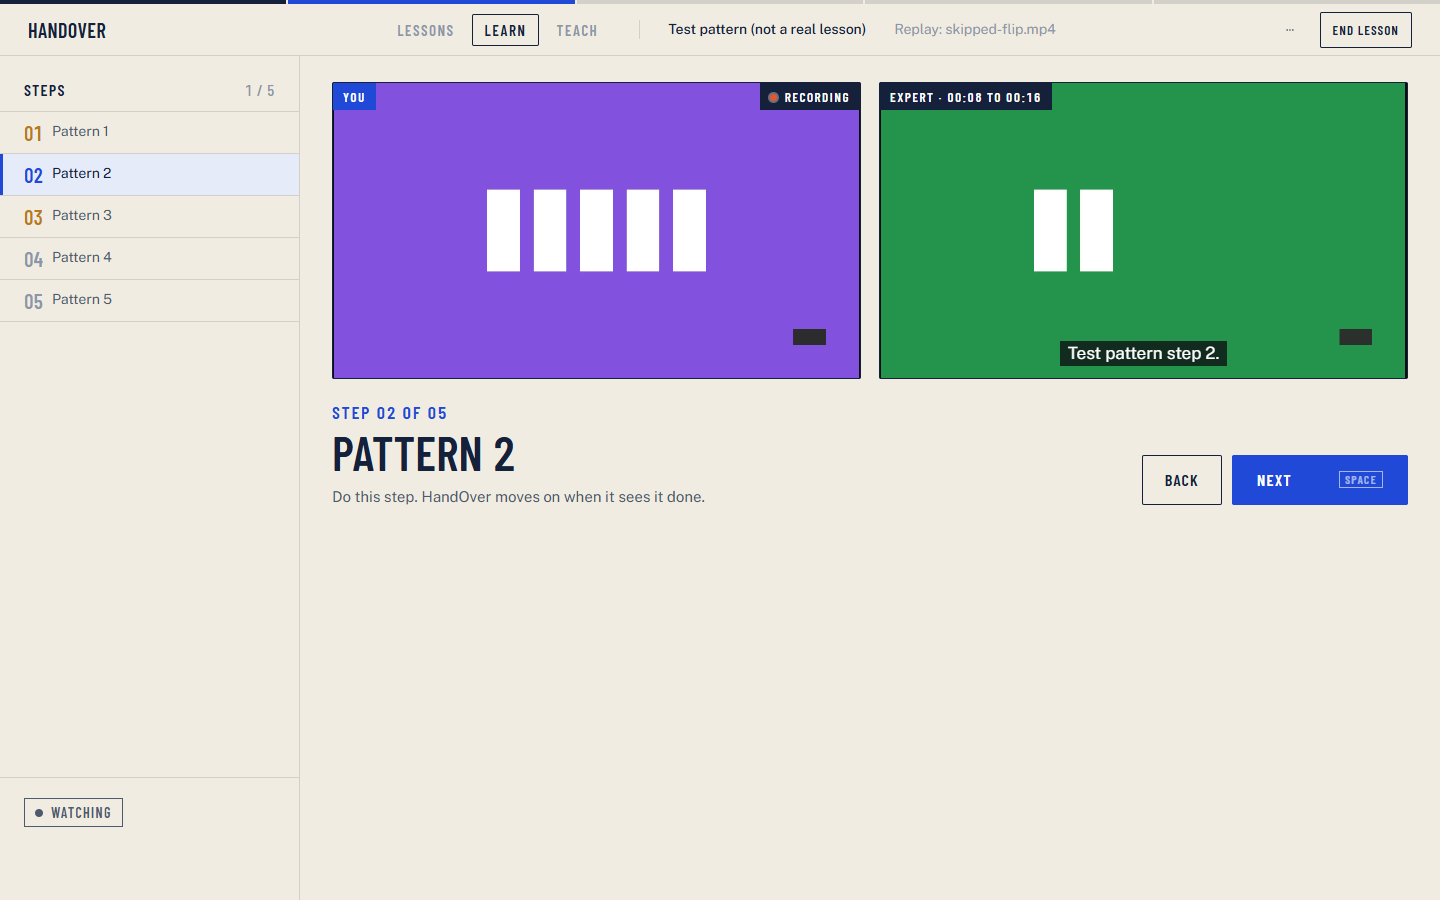 HANDOVER
LESSONS
LEARN
TEACH
Test pattern (not a real lesson)
Replay: skipped-flip.mp4
...
END LESSON
STEPS
1 / 5
01 Pattern 1
02 Pattern 2
03 Pattern 3
04 Pattern 4
05 Pattern 5
WATCHING
YOU
RECORDING
EXPERT · 00:08 TO 00:16
Test pattern step 2.
STEP 02 OF 05
PATTERN 2
Do this step. HandOver moves on when it sees it done.
BACK
NEXT
SPACE